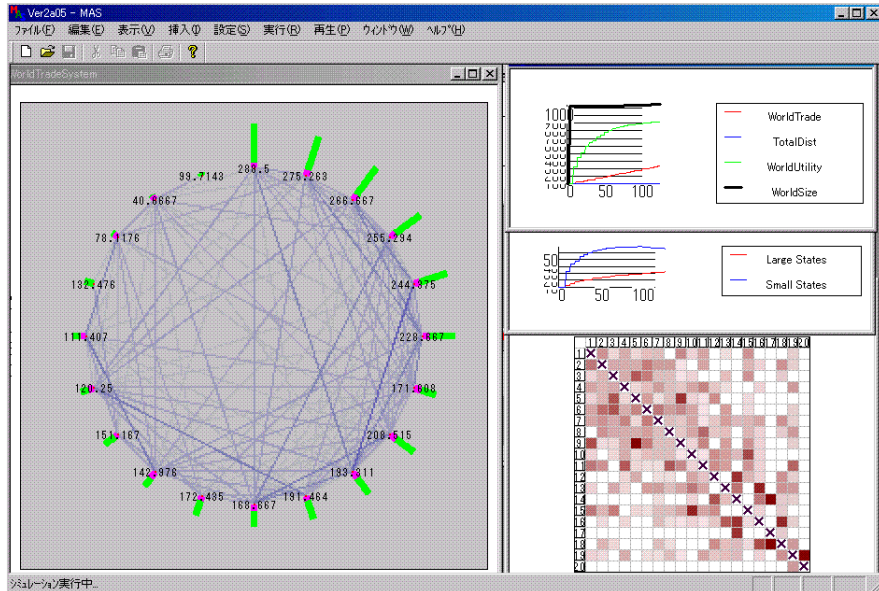 Ver2a05 - MAS
ファイル(F) 編集(E) 表示(V) 挿入(I) 設定(S) 実行(R) 再生(P) ウィンドウ(W) ヘルプ(H)
WorldTradeSystem
288.5
99.7143 275.263
40.6667 266.667
78.1176 255.294
132.476 244.875
111.407 228.667
120.25 171.608
151.167 208.515
142.976 193.311
172.435 168.667 191.464
1000
0 50 100
WorldTrade
TotalDist
WorldUtility
WorldSize
50
0 50 100
Large States
Small States
1 2 3 4 5 6 7 8 9 10 11 12 13 14 15 16 17 18 19 20
1
2
3
4
5
6
7
8
9
10
11
12
13
14
15
16
17
18
19
20
シミュレーション実行中...